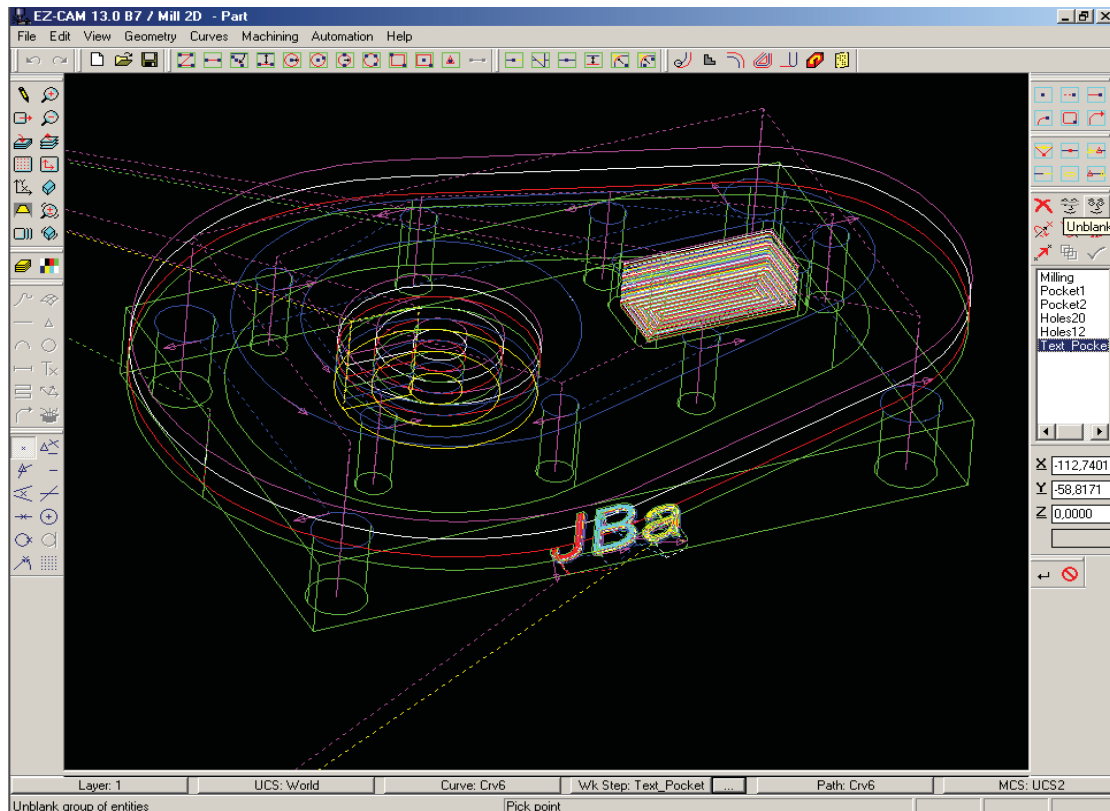 EZ-CAM 13.0 B7 / Mill 2D - Part
File Edit View Geometry Curves Machining Automation Help
Unblank
Milling
Pocket1
Pocket2
Holes20
Holes12
Text_Pocke
X -112,7401
Y -58,8171
Z 0,0000
JBa
Layer: 1 UCS: World Curve: Crv6 Wk Step: Text_Pocket ... Path: Crv6 MCS: UCS2
Unblank group of entities Pick point